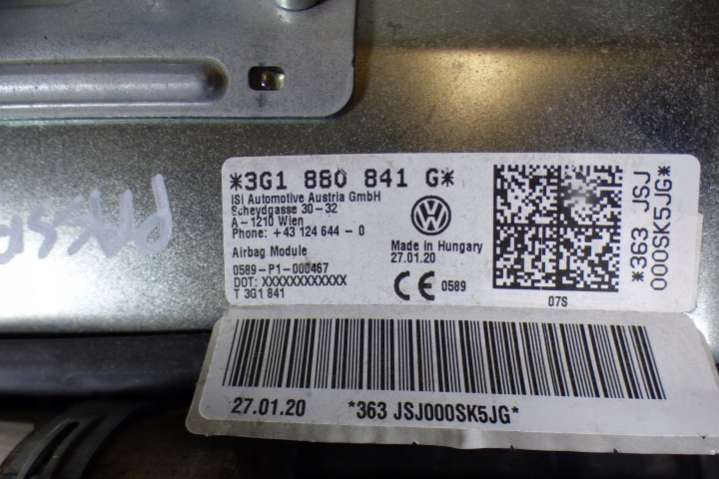 *3G1 880 841 G*
iSi Automotive Austria GmbH
Scheydgasse 30-32
A-1210 Wien
Phone: +43 124 644 - 0
Airbag Module
0589-P1-000467
DOT: XXXXXXXXXXXX
T 3G1 841
Made in Hungary
27.01.20
CE 0589
07S
*363 JSJ
000SK5JG*
27.01.20 *363 JSJ000SK5JG*